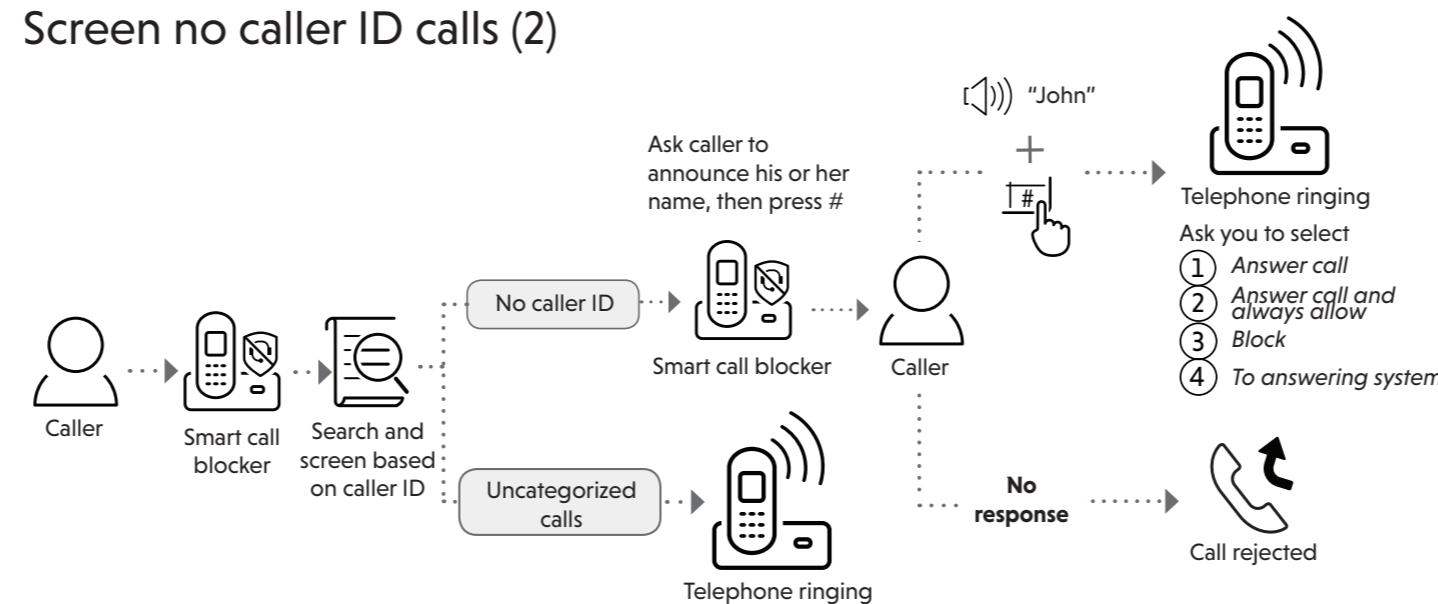 Screen no caller ID calls (2)
Caller
Smart call
blocker
Search and
screen based
on caller ID
No caller ID
Uncategorized
calls
Ask caller to
announce his or her
name, then press #
Smart call blocker
Telephone ringing
Caller
"John"
+
#
No
response
Telephone ringing
Ask you to select
1 Answer call
2 Answer call and
always allow
3 Block
4 To answering system
Call rejected